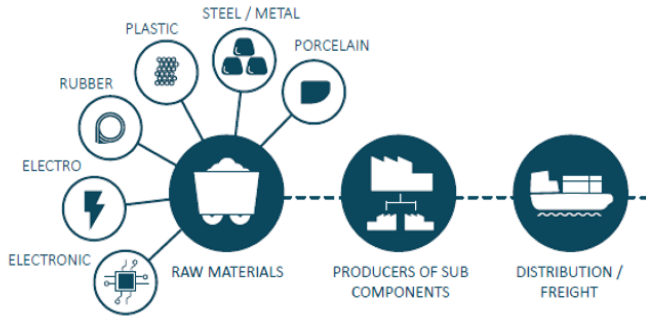 STEEL / METAL
PLASTIC
PORCELAIN
RUBBER
ELECTRO
ELECTRONIC
RAW MATERIALS
PRODUCERS OF SUB
COMPONENTS
DISTRIBUTION /
FREIGHT